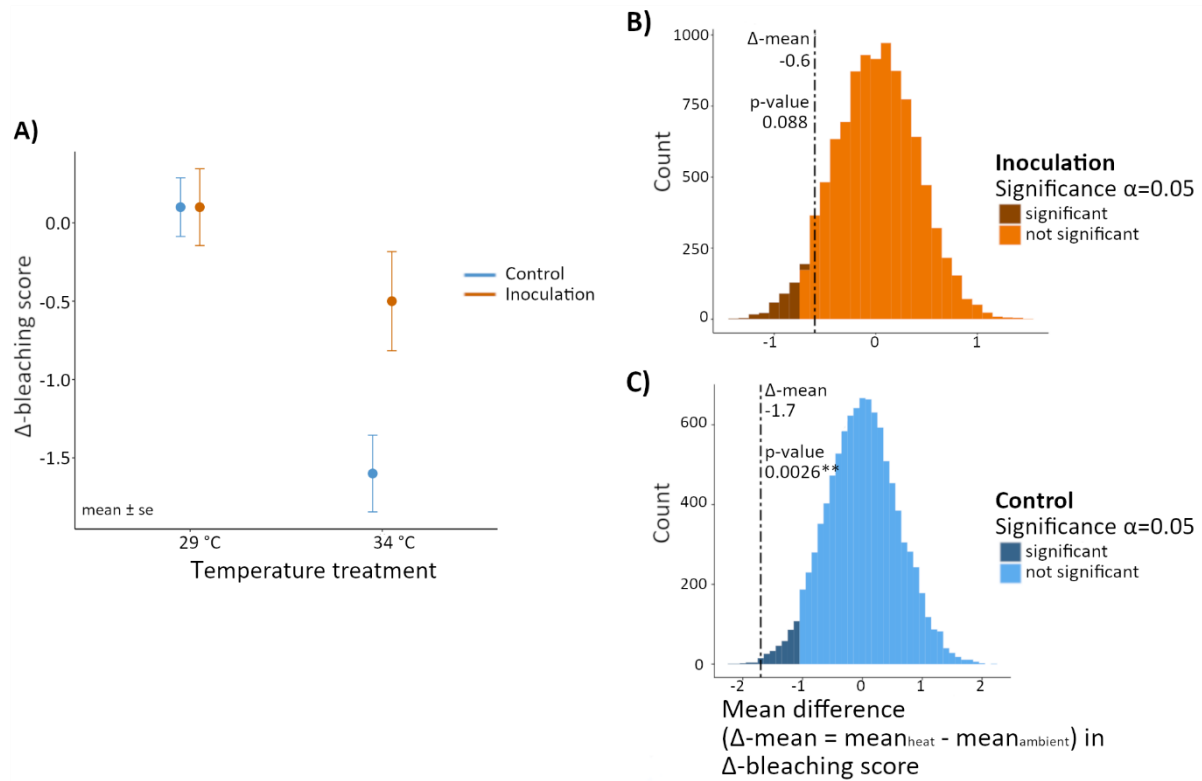 A)
0.0
-0.5
-1.0
-1.5
Δ-bleaching score
mean ± se
29 °C
34 °C
Temperature treatment
Control
Inoculation
B)
1000
750
500
250
0
Count
Δ-mean
-0.6
p-value
0.088
-1
0
1
Inoculation
Significance α=0.05
significant
not significant
C)
600
400
200
0
Count
Δ-mean
-1.7
p-value
0.0026**
-2
-1
0
1
2
Control
Significance α=0.05
significant
not significant
Mean difference
(Δ-mean = meanheat - meanambient) in
Δ-bleaching score